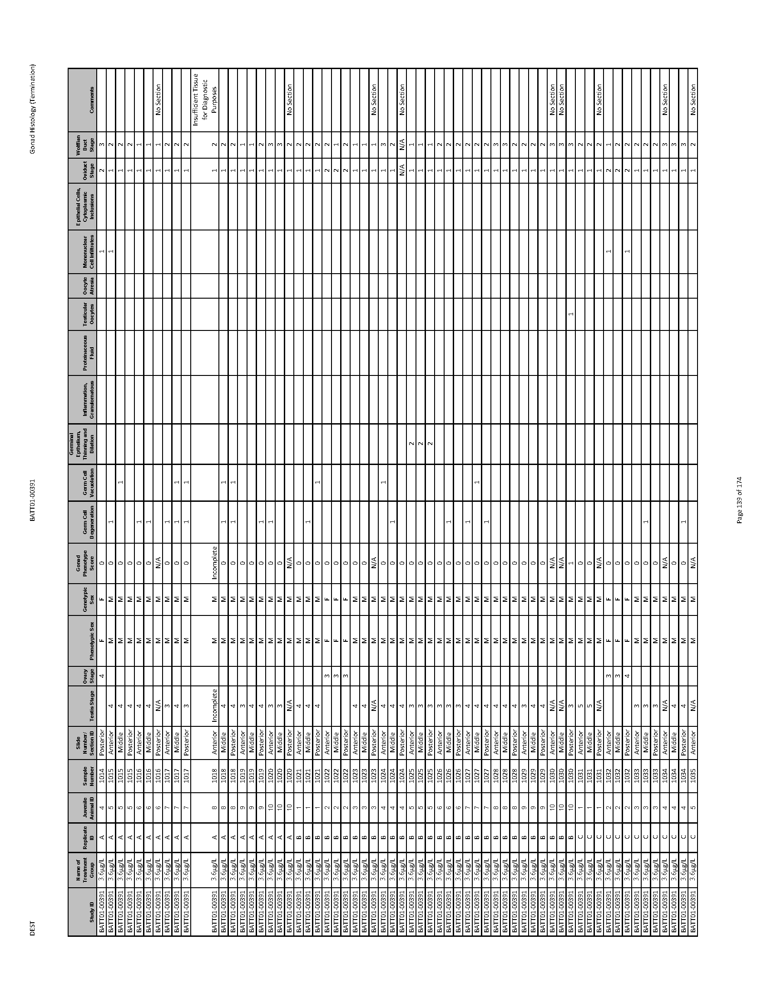 DEST BATT01-00391 Gonad Histology (Termination)
Study ID Name of Treatment Group Replicate ID Juvenile Animal ID Sample Number Slide Number/ Section ID Testis Stage Ovary Stage Phenotypic Sex Genotypic Sex Gonad Phenotype Score Germ Cell Degeneration Germ Cell Vacuolation Germinal Epthelium, Thinning and Dilation Inflammation, Granulomatous Proteinaceous Fluid Testicular Oocytes Oocyte Atresia Mononuclear Cell Infiltrates Epithelial Cells, Cytoplasmic Inclusions Oviduct Stage Wolffian Duct Stage Comments
BATT01-00391 3.6µg/L A 4 1014 Posterior 4 F F 0 1 2 3
BATT01-00391 3.6µg/L A 5 1015 Anterior 4 M M 0 1 1 1 2
BATT01-00391 3.6µg/L A 5 1015 Middle 4 M M 0 1 1 2
BATT01-00391 3.6µg/L A 5 1015 Posterior 4 M M 0 1 2
BATT01-00391 3.6µg/L A 6 1016 Anterior 4 M M 0 1 1 1
BATT01-00391 3.6µg/L A 6 1016 Middle 4 M M 0 1 1 1
BATT01-00391 3.6µg/L A 6 1016 Posterior N/A M M N/A 1 1 No Section
BATT01-00391 3.6µg/L A 7 1017 Anterior 3 M M 0 1 1 2
BATT01-00391 3.6µg/L A 7 1017 Middle 4 M M 0 1 1 1 2
BATT01-00391 3.6µg/L A 7 1017 Posterior 3 M M 0 1 1 1 2
BATT01-00391 3.6µg/L A 8 1018 Anterior Incomplete M M Incomplete 1 2 Insufficient Tissue for Diagnostic Purposes
BATT01-00391 3.6µg/L A 8 1018 Middle 4 M M 0 1 1 1 2
BATT01-00391 3.6µg/L A 8 1018 Posterior 4 M M 0 1 1 1 2
BATT01-00391 3.6µg/L A 9 1019 Anterior 3 M M 0 1 1
BATT01-00391 3.6µg/L A 9 1019 Middle 4 M M 0 1 1
BATT01-00391 3.6µg/L A 9 1019 Posterior 4 M M 0 1 1 2
BATT01-00391 3.6µg/L A 10 1020 Anterior 3 M M 0 1 1 3
BATT01-00391 3.6µg/L A 10 1020 Middle 3 M M 0 1 3
BATT01-00391 3.6µg/L A 10 1020 Posterior N/A M M N/A 1 2 No Section
BATT01-00391 3.6µg/L B 1 1021 Anterior 4 M M 0 1 2
BATT01-00391 3.6µg/L B 1 1021 Middle 4 M M 0 1 1 2
BATT01-00391 3.6µg/L B 1 1021 Posterior 4 M M 0 1 1 2
BATT01-00391 3.6µg/L B 2 1022 Anterior 3 F F 0 2 2
BATT01-00391 3.6µg/L B 2 1022 Middle 3 F F 0 2 1
BATT01-00391 3.6µg/L B 2 1022 Posterior 3 F F 0 2 2
BATT01-00391 3.6µg/L B 3 1023 Anterior 4 M M 0 1 1
BATT01-00391 3.6µg/L B 3 1023 Middle 4 M M 0 1 1
BATT01-00391 3.6µg/L B 3 1023 Posterior N/A M M N/A 1 1 No Section
BATT01-00391 3.6µg/L B 4 1024 Anterior 4 M M 0 1 1 3
BATT01-00391 3.6µg/L B 4 1024 Middle 4 M M 0 1 1 2
BATT01-00391 3.6µg/L B 4 1024 Posterior 4 M M 0 N/A N/A No Section
BATT01-00391 3.6µg/L B 5 1025 Anterior 3 M M 0 2 1 1
BATT01-00391 3.6µg/L B 5 1025 Middle 3 M M 0 2 1 1
BATT01-00391 3.6µg/L B 5 1025 Posterior 3 M M 0 2 1 1
BATT01-00391 3.6µg/L B 6 1026 Anterior 3 M M 0 1 2
BATT01-00391 3.6µg/L B 6 1026 Middle 3 M M 0 1 1 2
BATT01-00391 3.6µg/L B 6 1026 Posterior 3 M M 0 1 2
BATT01-00391 3.6µg/L B 7 1027 Anterior 4 M M 0 1 1 2
BATT01-00391 3.6µg/L B 7 1027 Middle 4 M M 0 1 1 2
BATT01-00391 3.6µg/L B 7 1027 Posterior 4 M M 0 1 1 2
BATT01-00391 3.6µg/L B 8 1028 Anterior 4 M M 0 1 3
BATT01-00391 3.6µg/L B 8 1028 Middle 4 M M 0 1 3
BATT01-00391 3.6µg/L B 8 1028 Posterior 4 M M 0 1 2
BATT01-00391 3.6µg/L B 9 1029 Anterior 3 M M 0 1 2
BATT01-00391 3.6µg/L B 9 1029 Middle 4 M M 0 1 2
BATT01-00391 3.6µg/L B 9 1029 Posterior 4 M M 0 1 2
BATT01-00391 3.6µg/L B 10 1030 Anterior N/A M M N/A 1 3 No Section
BATT01-00391 3.6µg/L B 10 1030 Middle N/A M M N/A 1 3 No Section
BATT01-00391 3.6µg/L B 10 1030 Posterior 3 M M 1 1 1 3
BATT01-00391 3.6µg/L C 1 1031 Anterior 5 M M 0 1 2
BATT01-00391 3.6µg/L C 1 1031 Middle 5 M M 0 1 2
BATT01-00391 3.6µg/L C 1 1031 Posterior N/A M M N/A 1 2 No Section
BATT01-00391 3.6µg/L C 2 1032 Anterior 3 F F 0 1 2 1
BATT01-00391 3.6µg/L C 2 1032 Middle 3 F F 0 2 2
BATT01-00391 3.6µg/L C 2 1032 Posterior 4 F F 0 1 2 2
BATT01-00391 3.6µg/L C 3 1033 Anterior 3 M M 0 1 2
BATT01-00391 3.6µg/L C 3 1033 Middle 3 M M 0 1 1 2
BATT01-00391 3.6µg/L C 3 1033 Posterior 3 M M 0 1 2
BATT01-00391 3.6µg/L C 4 1034 Anterior N/A M M N/A 1 3 No Section
BATT01-00391 3.6µg/L C 4 1034 Middle 4 M M 0 1 3
BATT01-00391 3.6µg/L C 4 1034 Posterior 4 M M 0 1 1 3
BATT01-00391 3.6µg/L C 5 1035 Anterior N/A M M N/A 1 2 No Section
Page 139 of 174